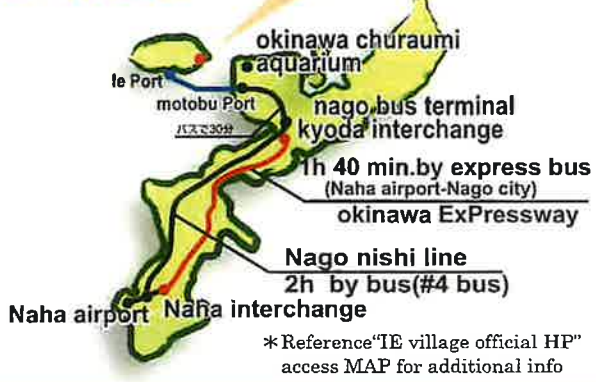 okinawa churaumi
aquarium
Ie Port
motobu Port
バスで30分
nago bus terminal
kyoda interchange
1h 40 min.by express bus
(Naha airport-Nago city)
okinawa ExPressway
Nago nishi line
2h by bus(#4 bus)
Naha airport
Naha interchange
*Reference"IE village official HP"
access MAP for additional info